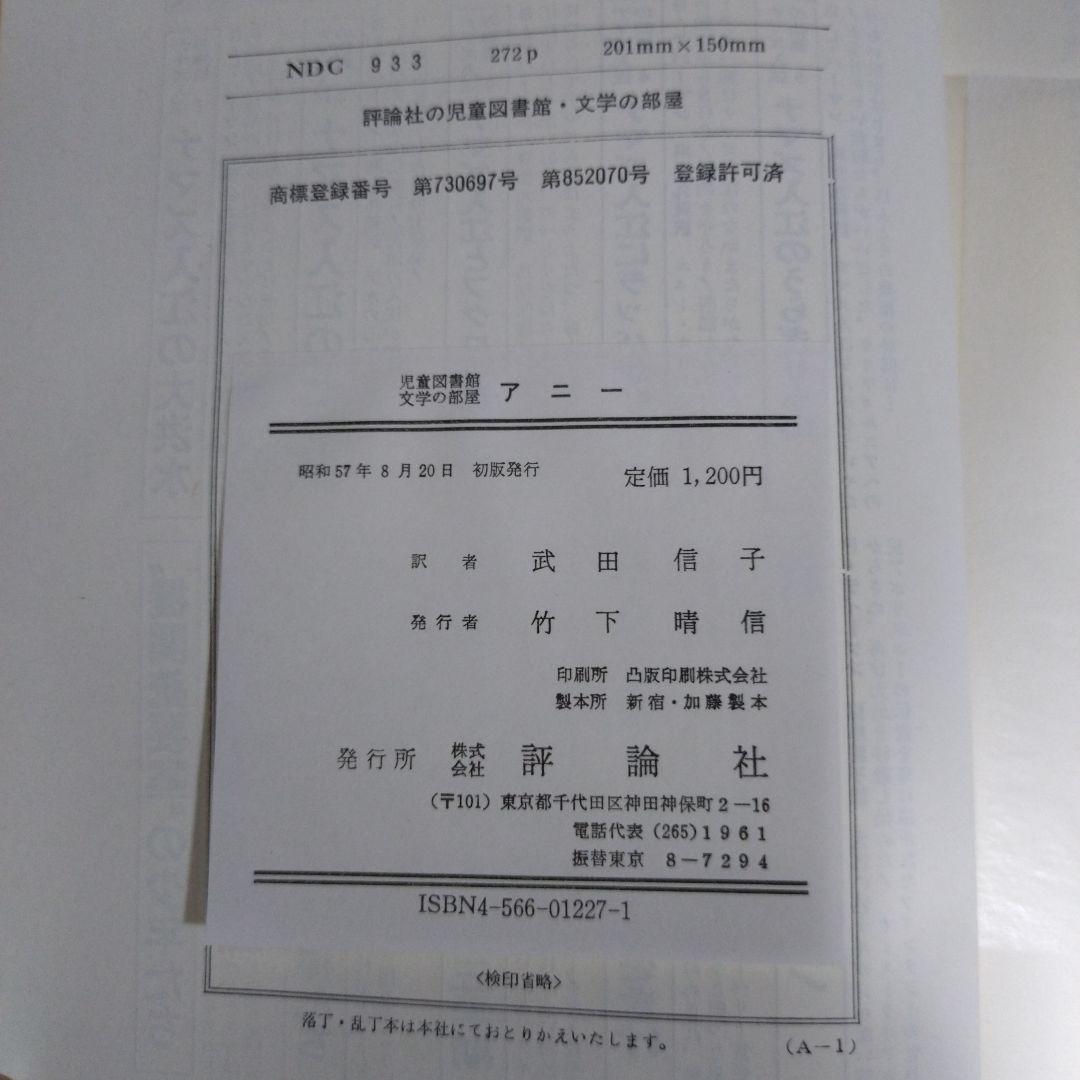 NDC 933 272p 201mm×150mm
評論社の児童図書館・文学の部屋
商標登録番号 第730697号 第852070号 登録許可済
児童図書館
文学の部屋 アニー
昭和57年8月20日 初版発行 定価 1,200円
訳者 武田信子
発行者 竹下晴信
印刷所 凸版印刷株式会社
製本所 新宿・加藤製本
発行所 株式会社 評論社
(〒101) 東京都千代田区神田神保町2-16
電話代表 (265)1961
振替東京 8-7294
ISBN4-566-01227-1
<検印省略>
落丁・乱丁本は本社にておとりかえいたします。 (A-1)